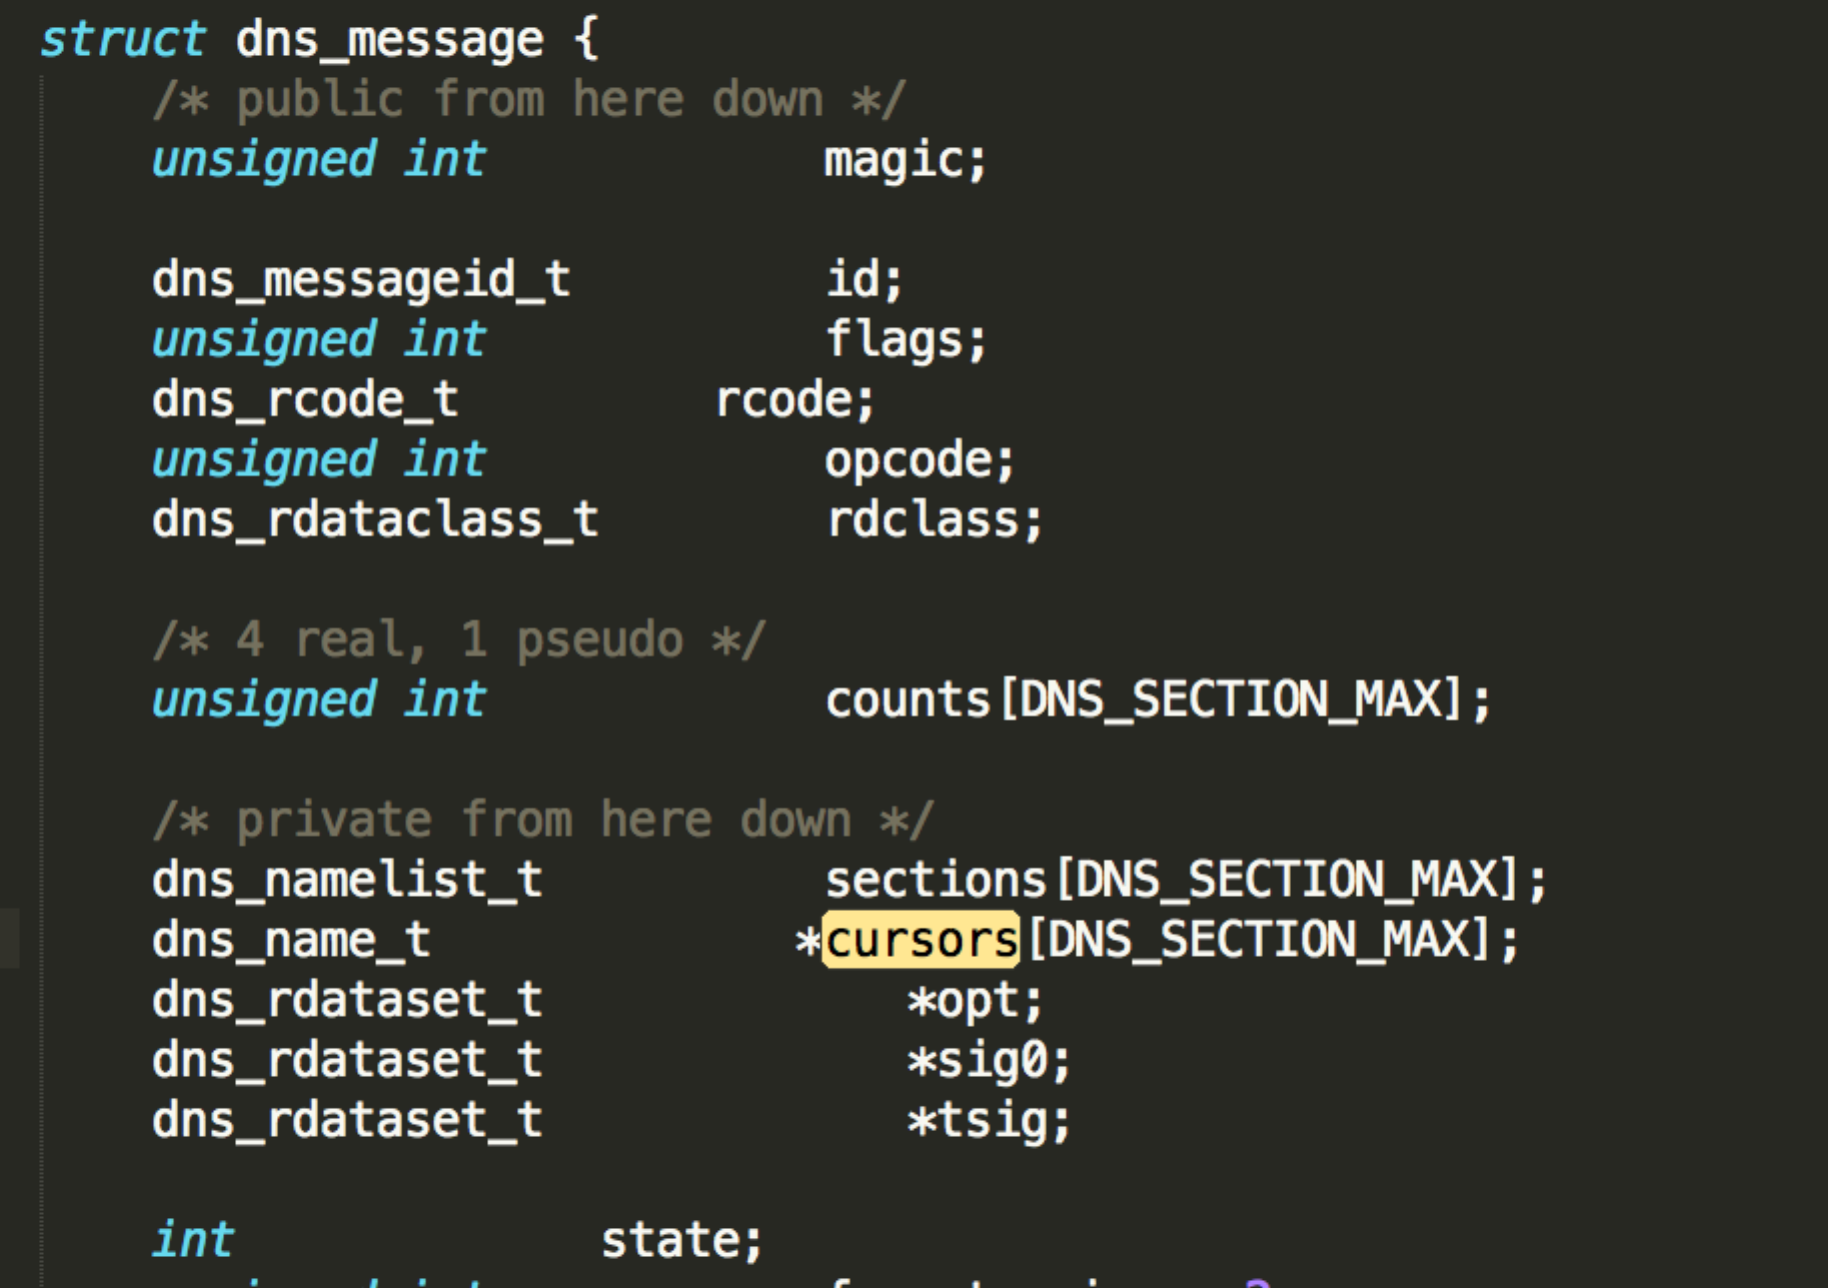 struct dns_message {
/* public from here down */
unsigned int magic;
dns_messageid_t id;
unsigned int flags;
dns_rcode_t rcode;
unsigned int opcode;
dns_rdataclass_t rdclass;
/* 4 real, 1 pseudo */
unsigned int counts[DNS_SECTION_MAX];
/* private from here down */
dns_namelist_t sections[DNS_SECTION_MAX];
dns_name_t *cursors[DNS_SECTION_MAX];
dns_rdataset_t *opt;
dns_rdataset_t *sig0;
dns_rdataset_t *tsig;
int state;